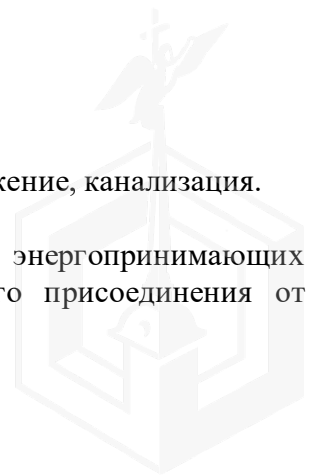 жение, канализация.
энергопринимающих
го присоединения от